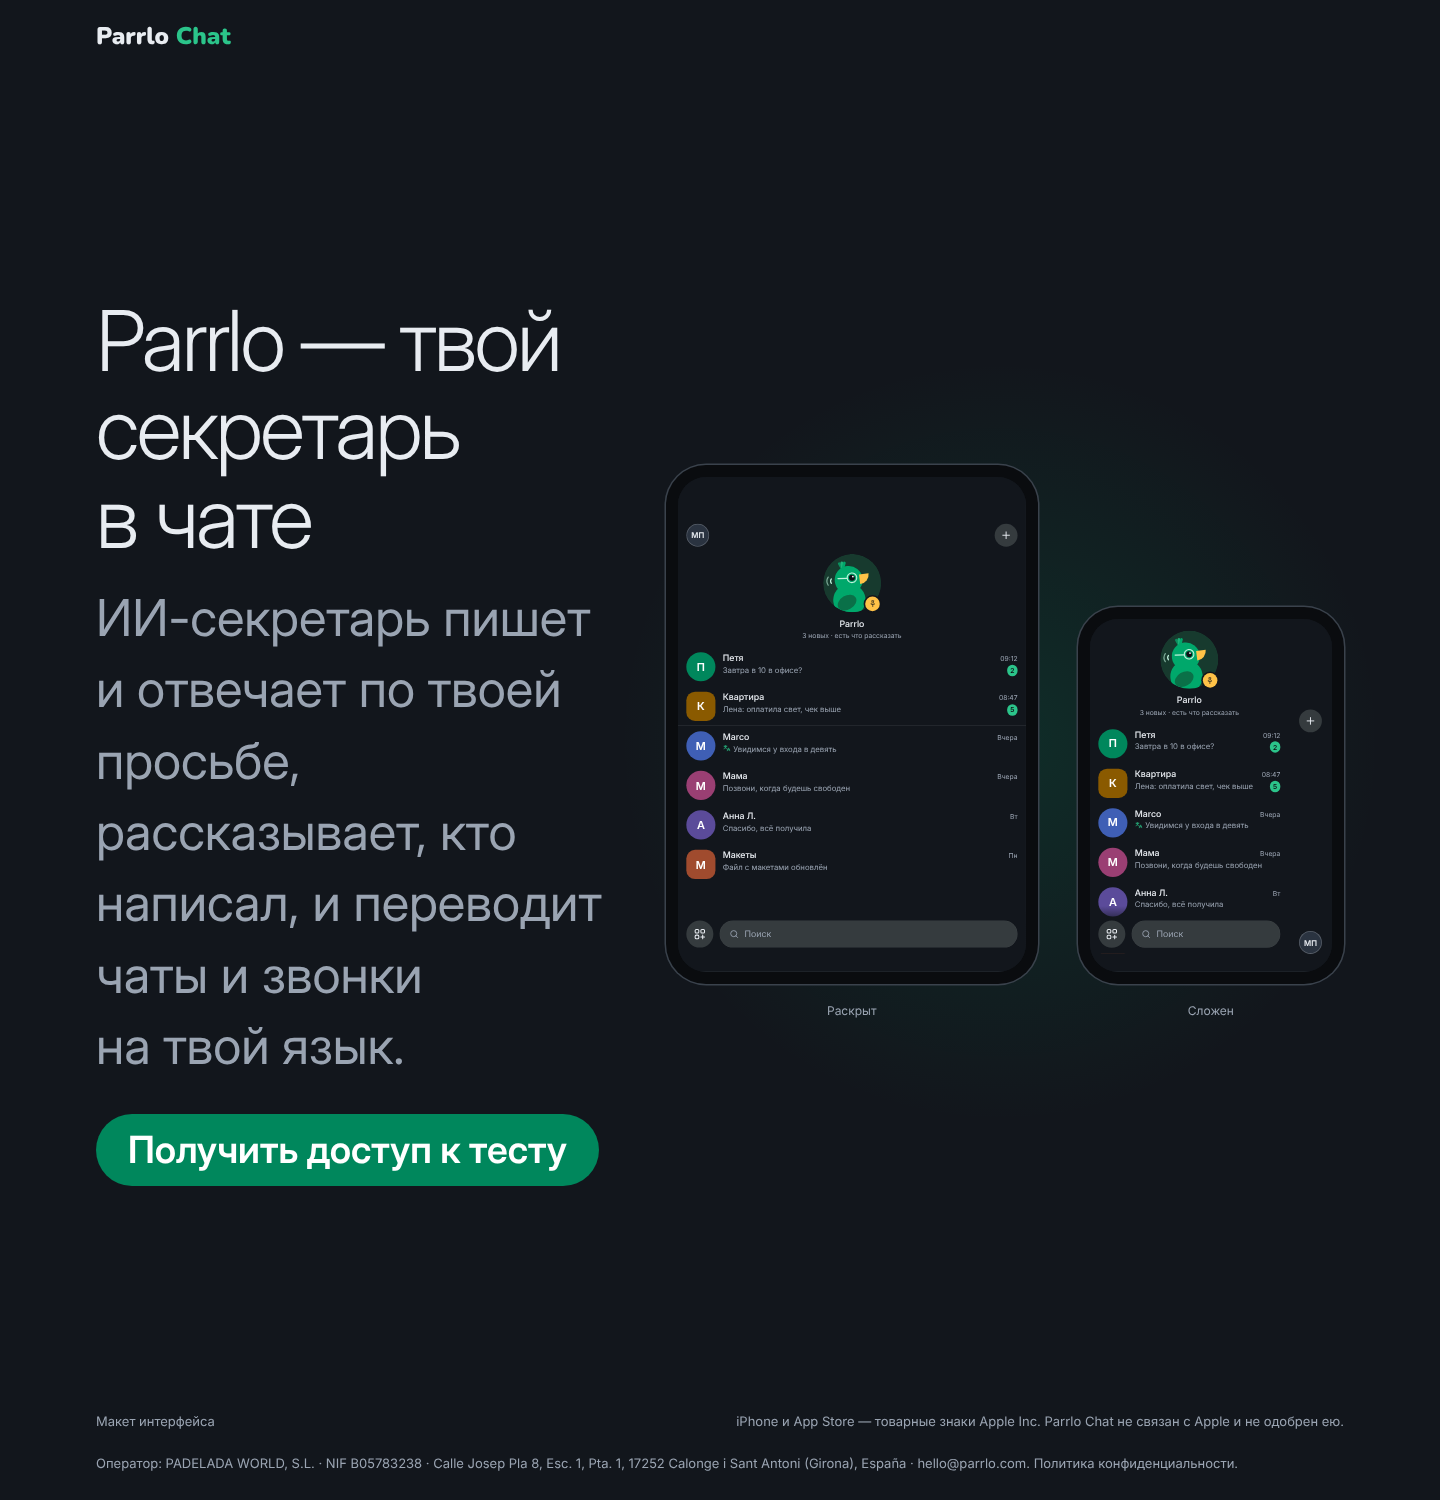 Parrlo Chat
Parrlo — твой
секретарь
в чате
ИИ-секретарь пишет
и отвечает по твоей
просьбе,
рассказывает, кто
написал, и переводит
чаты и звонки
на твой язык.
Получить доступ к тесту
МП
Parrlo
3 новых · есть что рассказать
П
Петя
09:12
Завтра в 10 в офисе?
2
К
Квартира
08:47
Лена: оплатила свет, чек выше
5
M
Marco
Вчера
Увидимся у входа в девять
М
Мама
Вчера
Позвони, когда будешь свободен
А
Анна Л.
Вт
Спасибо, всё получила
М
Макеты
Пн
Файл с макетами обновлён
Поиск
Раскрыт
Parrlo
3 новых · есть что рассказать
П
Петя
09:12
Завтра в 10 в офисе?
2
К
Квартира
08:47
Лена: оплатила свет, чек выше
5
M
Marco
Вчера
Увидимся у входа в девять
М
Мама
Вчера
Позвони, когда будешь свободен
А
Анна Л.
Вт
Спасибо, всё получила
Поиск
МП
Сложен
Макет интерфейса
iPhone и App Store — товарные знаки Apple Inc. Parrlo Chat не связан с Apple и не одобрен ею.
Оператор: PADELADA WORLD, S.L. · NIF B05783238 · Calle Josep Pla 8, Esc. 1, Pta. 1, 17252 Calonge i Sant Antoni (Girona), España · hello@parrlo.com. Политика конфиденциальности.